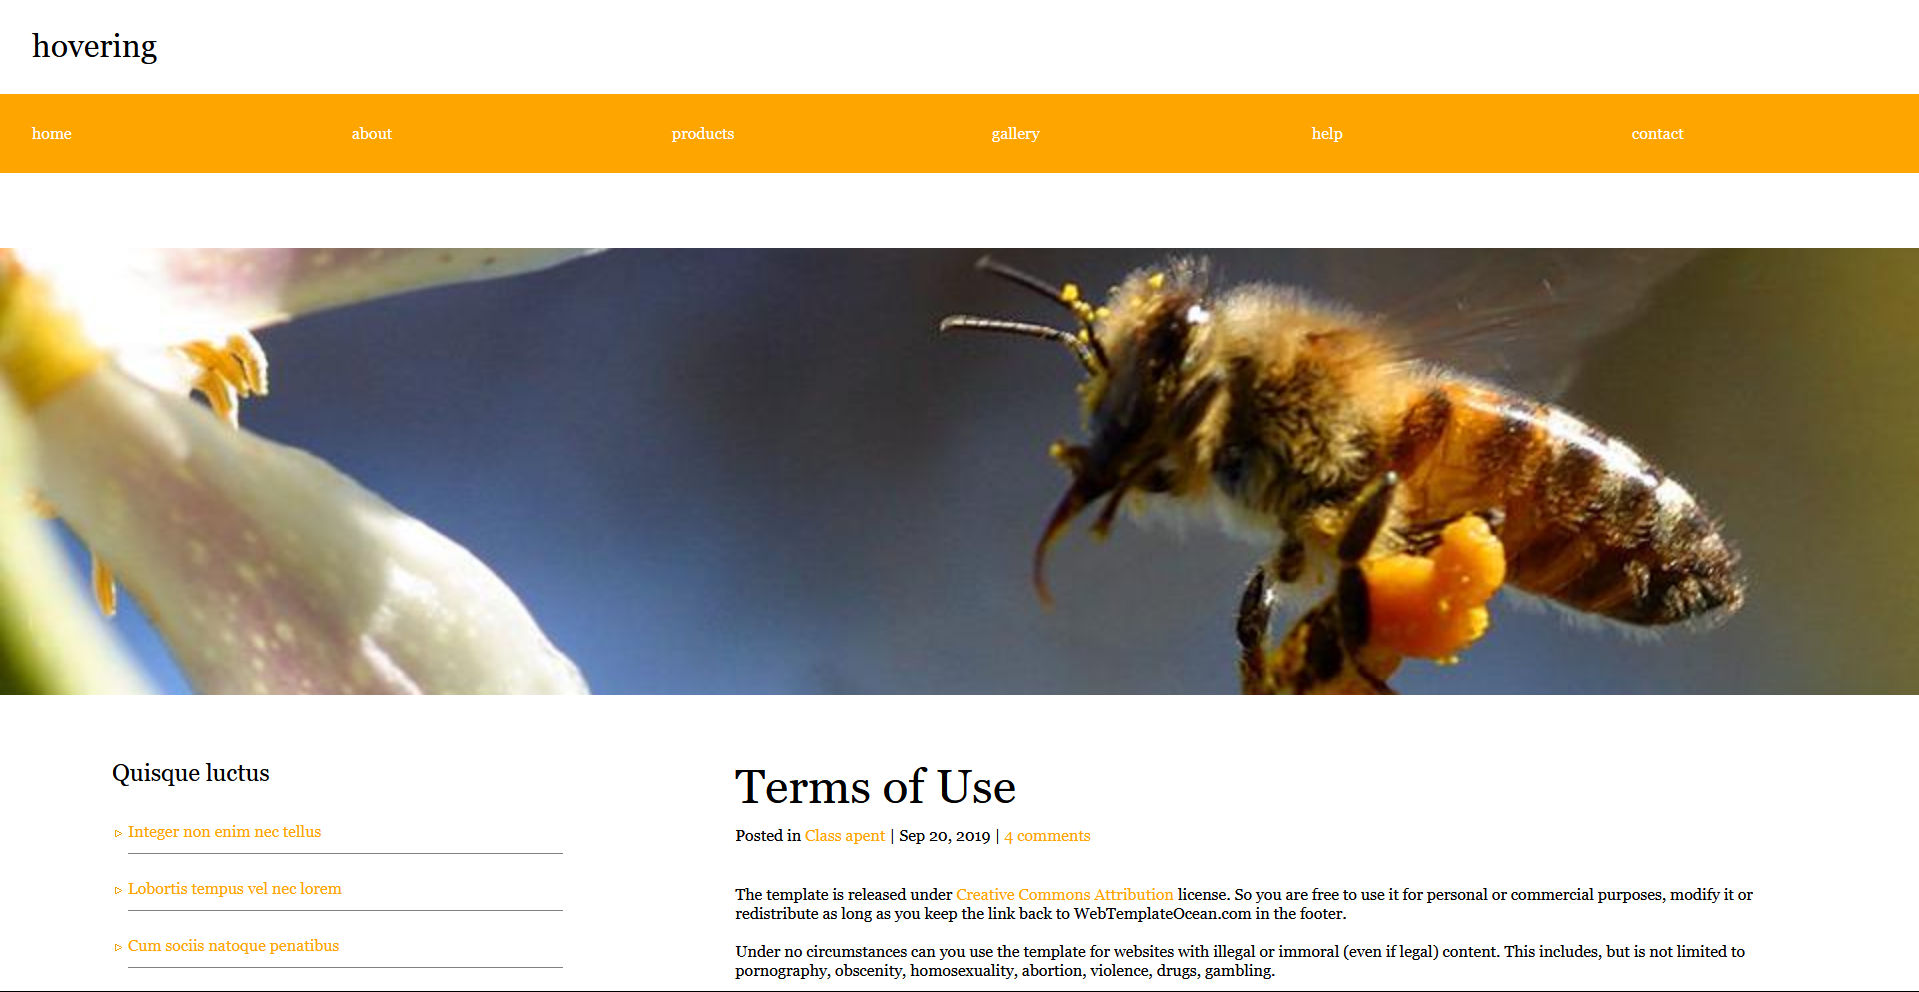 hovering
home about products gallery help contact
Quisque luctus
Integer non enim nec tellus
Lobortis tempus vel nec lorem
Cum sociis natoque penatibus
Terms of Use
Posted in Class apent | Sep 20, 2019 | 4 comments
The template is released under Creative Commons Attribution license. So you are free to use it for personal or commercial purposes, modify it or
redistribute as long as you keep the link back to WebTemplateOcean.com in the footer.
Under no circumstances can you use the template for websites with illegal or immoral (even if legal) content. This includes, but is not limited to
pornography, obscenity, homosexuality, abortion, violence, drugs, gambling.